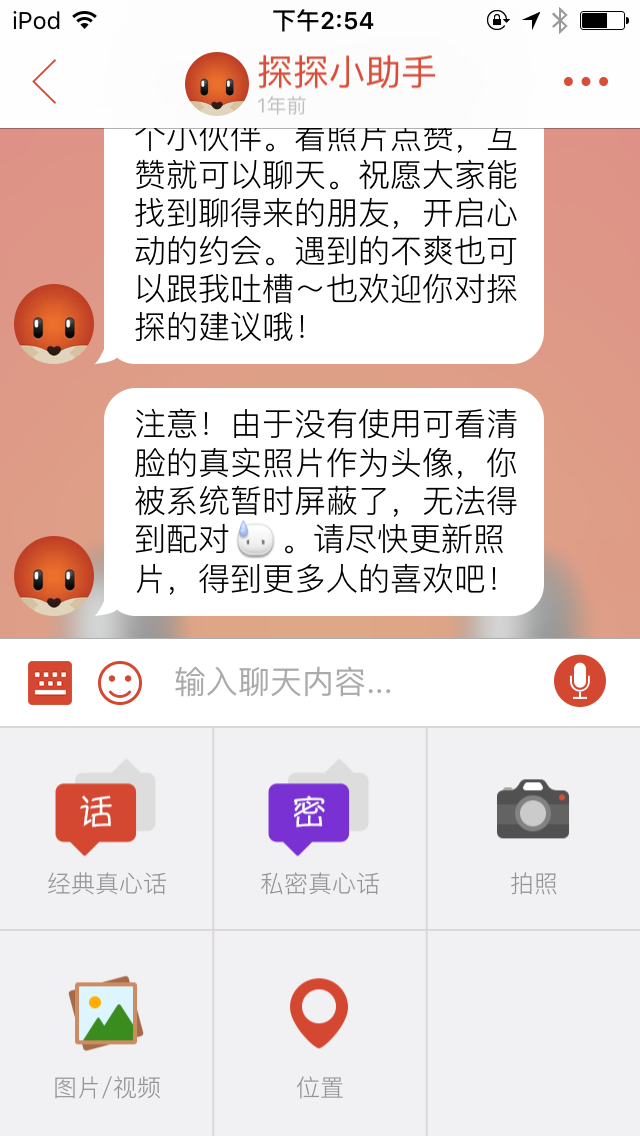 iPod
下午2:54
探探小助手
1年前
个小伙伴。看照片点赞，互
赞就可以聊天。祝愿大家能
找到聊得来的朋友，开启心
动的约会。遇到的不爽也可
以跟我吐槽～也欢迎你对探
探的建议哦！
注意！由于没有使用可看清
脸的真实照片作为头像，你
被系统暂时屏蔽了，无法得
到配对。请尽快更新照
片，得到更多人的喜欢吧！
输入聊天内容...
话
密
经典真心话
私密真心话
拍照
图片/视频
位置